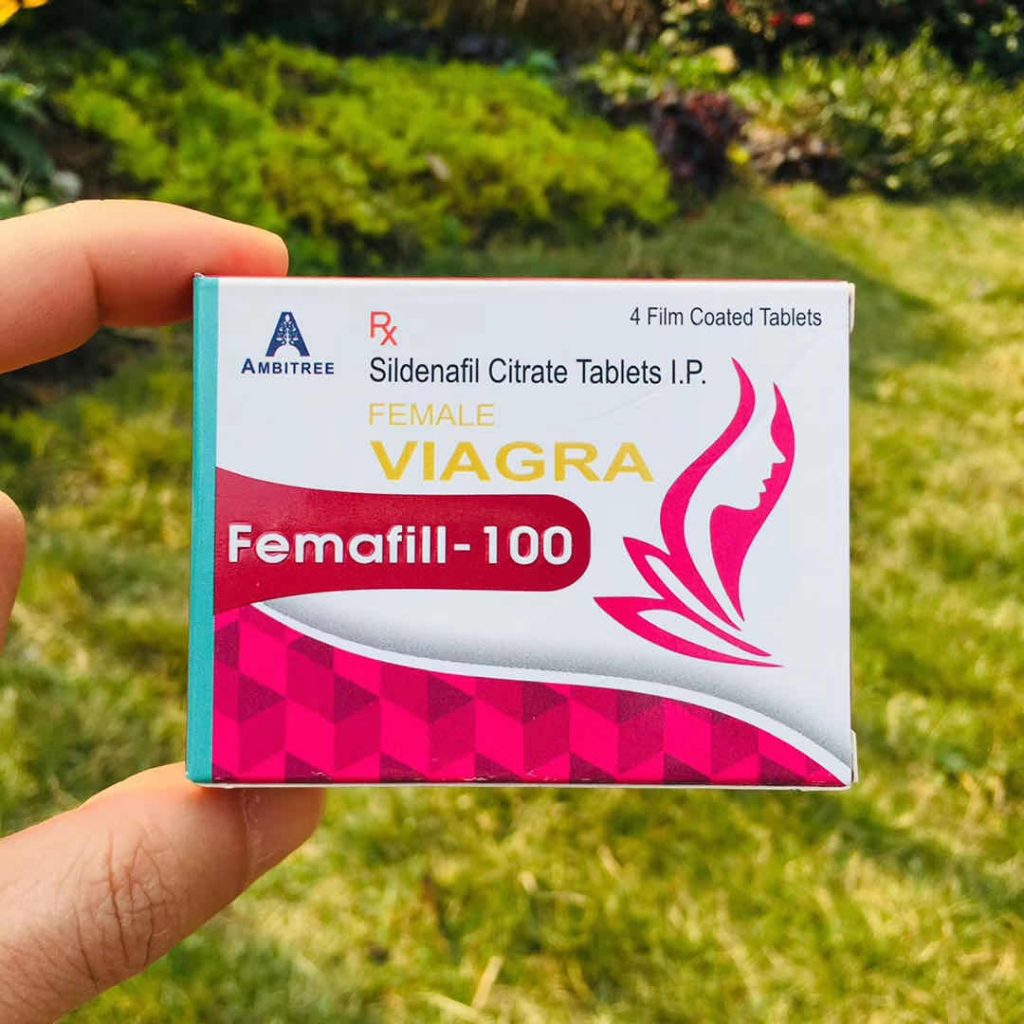 AMBITREE
Rx
4 Film Coated Tablets
Sildenafil Citrate Tablets I.P.
FEMALE
VIAGRA
Femafill-100